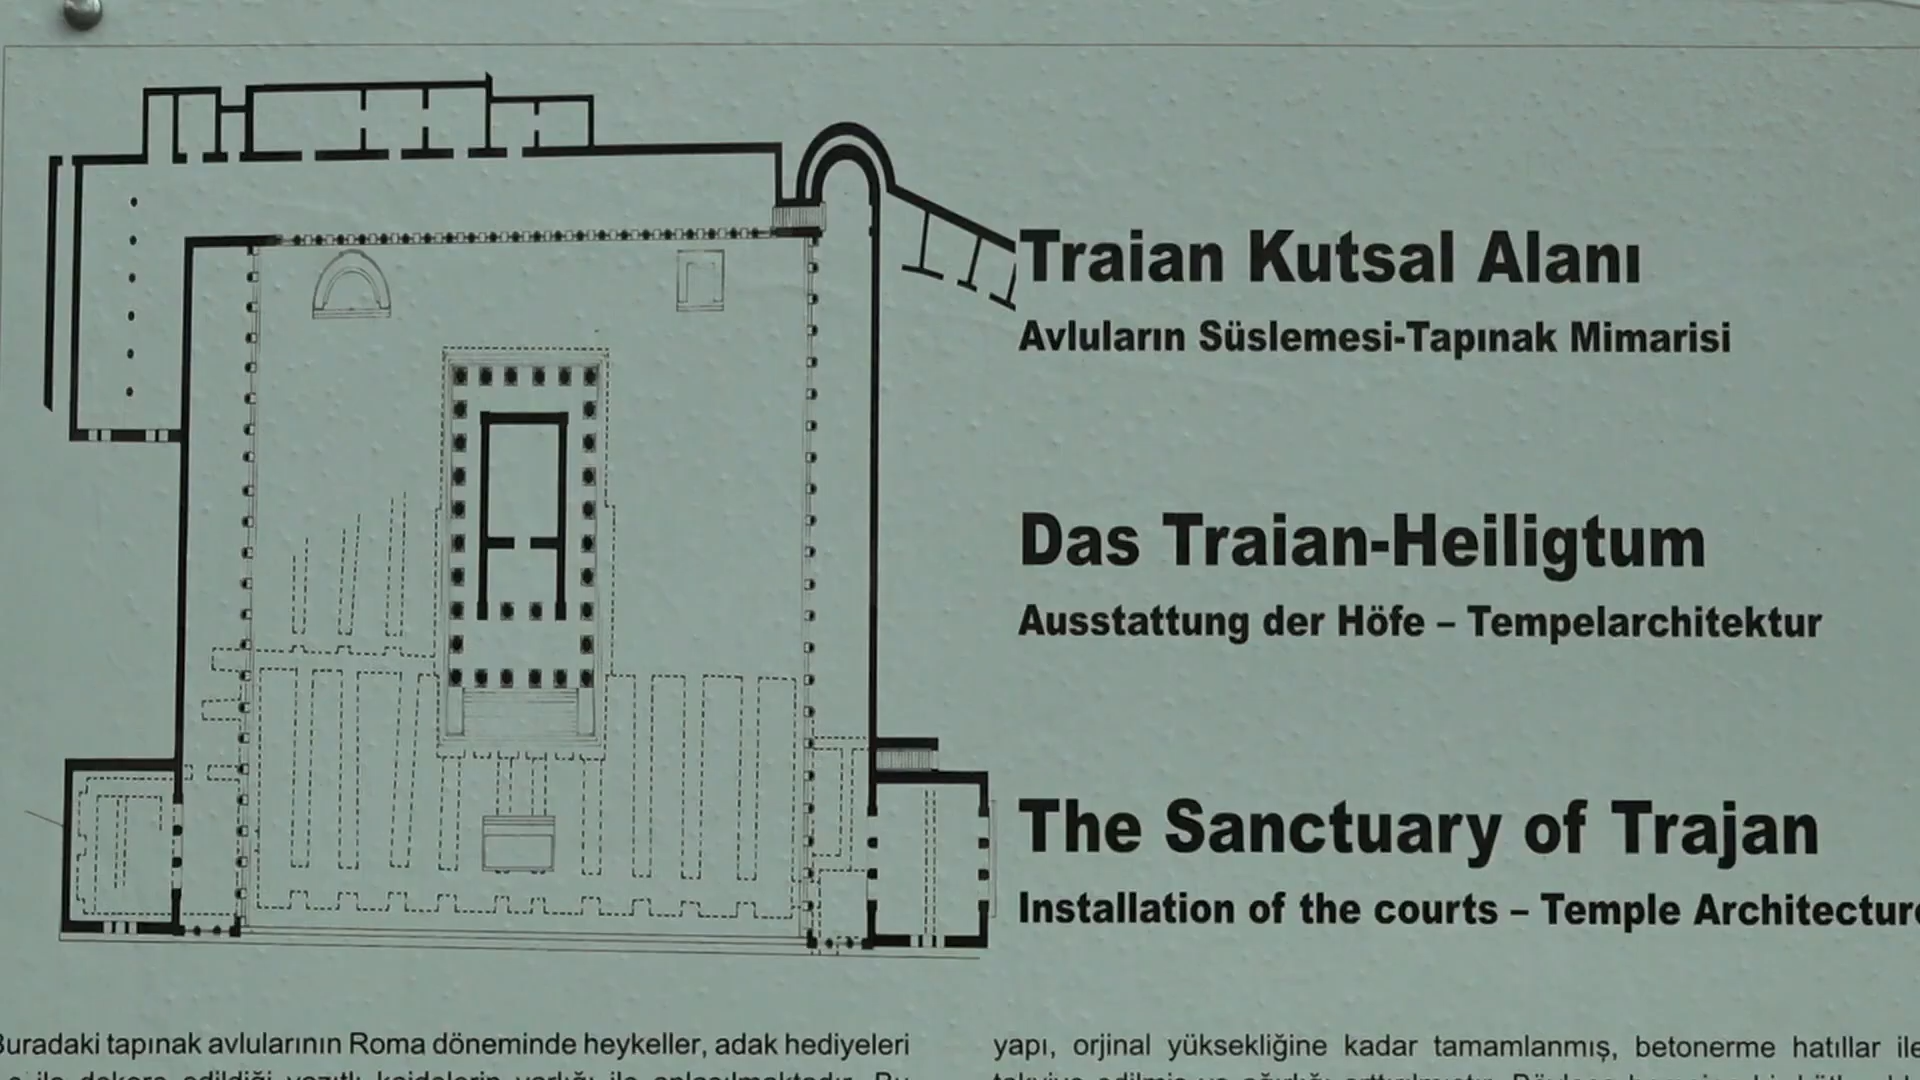 Traian Kutsal Alanı
Avluların Süslemesi-Tapınak Mimarisi
Das Traian-Heiligtum
Ausstattung der Höfe – Tempelarchitektur
The Sanctuary of Trajan
Installation of the courts – Temple Architecture
Buradaki tapınak avlularının Roma döneminde heykeller, adak hediyeleri
yapı, orjinal yüksekliğine kadar tamamlanmış, betonerme hatıllar ile